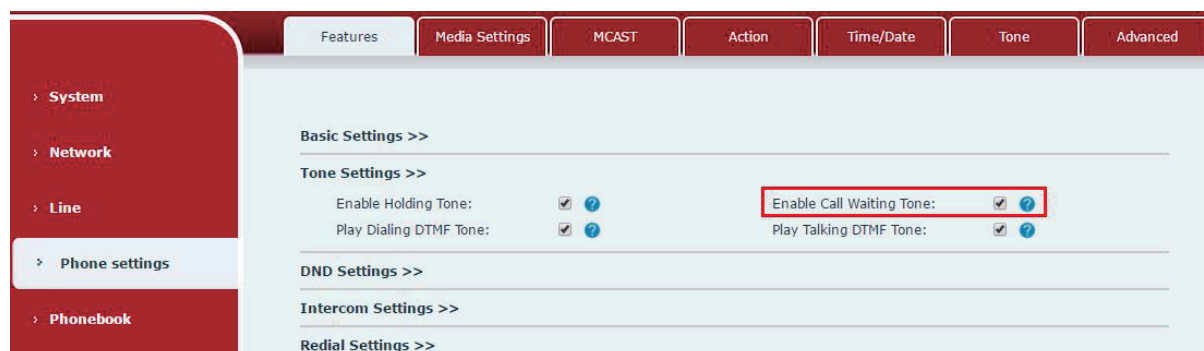 Features Media Settings MCAST Action Time/Date Tone Advanced
› System
› Network
› Line
› Phone settings
› Phonebook
Basic Settings >>
Tone Settings >>
Enable Holding Tone: ? Enable Call Waiting Tone: ?
Play Dialing DTMF Tone: ? Play Talking DTMF Tone: ?
DND Settings >>
Intercom Settings >>
Redial Settings >>